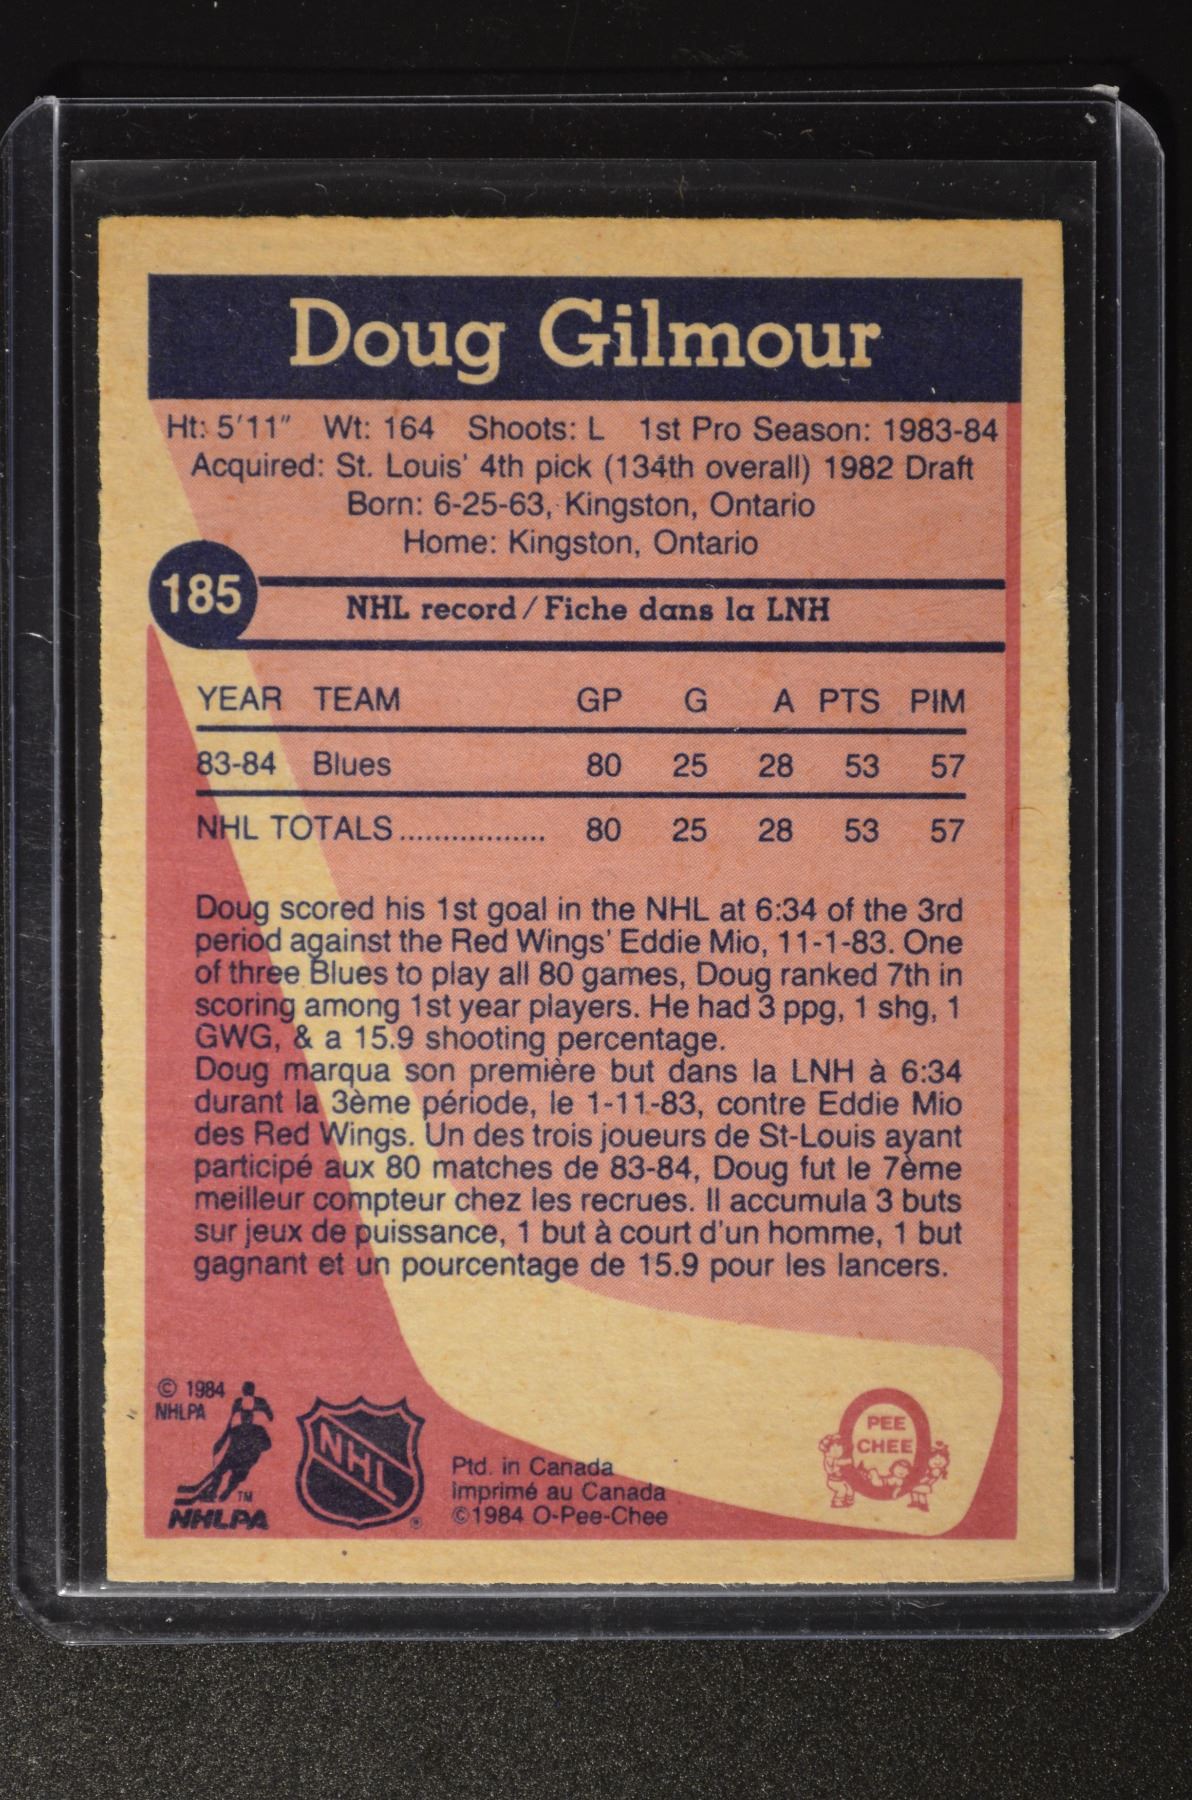 Doug Gilmour
Ht: 5'11" Wt: 164 Shoots: L 1st Pro Season: 1983-84
Acquired: St. Louis' 4th pick (134th overall) 1982 Draft
Born: 6-25-63, Kingston, Ontario
Home: Kingston, Ontario
185
NHL record / Fiche dans la LNH
YEAR TEAM GP G A PTS PIM
83-84 Blues 80 25 28 53 57
NHL TOTALS ................. 80 25 28 53 57
Doug scored his 1st goal in the NHL at 6:34 of the 3rd
period against the Red Wings' Eddie Mio, 11-1-83. One
of three Blues to play all 80 games, Doug ranked 7th in
scoring among 1st year players. He had 3 ppg, 1 shg, 1
GWG, & a 15.9 shooting percentage.
Doug marqua son première but dans la LNH à 6:34
durant la 3ème période, le 1-11-83, contre Eddie Mio
des Red Wings. Un des trois joueurs de St-Louis ayant
participé aux 80 matches de 83-84, Doug fut le 7ème
meilleur compteur chez les recrues. Il accumula 3 buts
sur jeux de puissance, 1 but à court d'un homme, 1 but
gagnant et un pourcentage de 15.9 pour les lancers.
© 1984
NHLPA
TM
NHLPA
NHL
®
Ptd. in Canada
Imprimé au Canada
©1984 O-Pee-Chee
PEE
CHEE